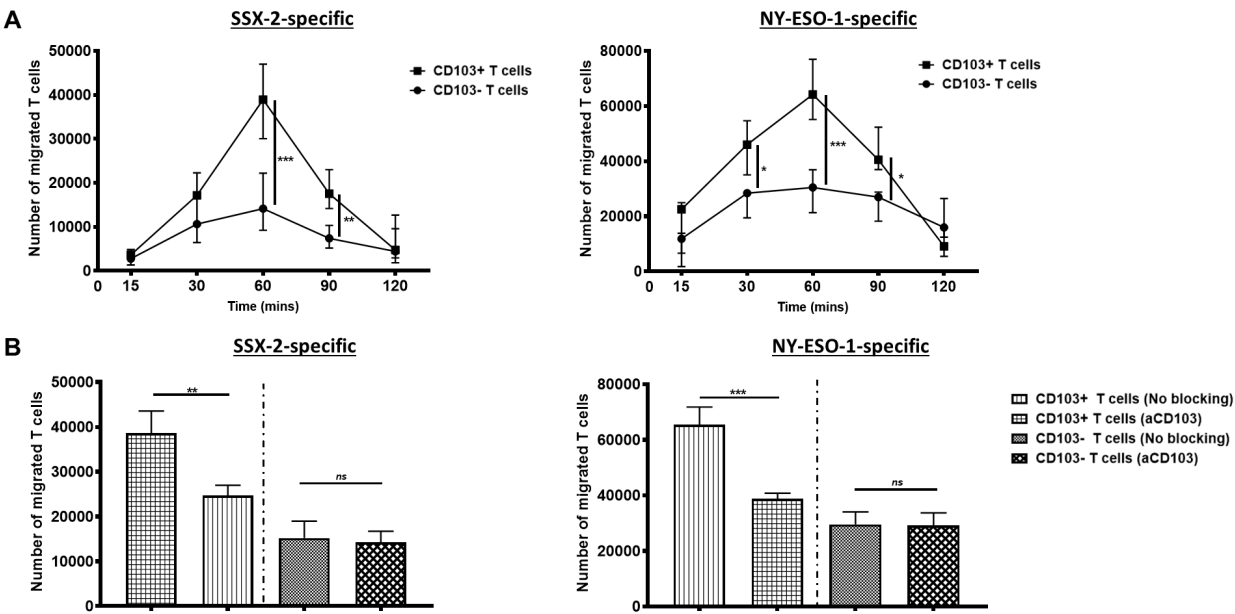 A
SSX-2-specific
NY-ESO-1-specific
Number of migrated T cells
50000
40000
30000
20000
10000
0
0 15 30 60 90 120
Time (mins)
CD103+ T cells
CD103- T cells
***
**
Number of migrated T cells
80000
60000
40000
20000
0
0 15 30 60 90 120
Time (mins)
CD103+ T cells
CD103- T cells
*
***
*
B
SSX-2-specific
NY-ESO-1-specific
Number of migrated T cells
50000
40000
30000
20000
10000
0
**
ns
Number of migrated T cells
80000
60000
40000
20000
0
***
ns
CD103+ T cells (No blocking)
CD103+ T cells (aCD103)
CD103- T cells (No blocking)
CD103- T cells (aCD103)